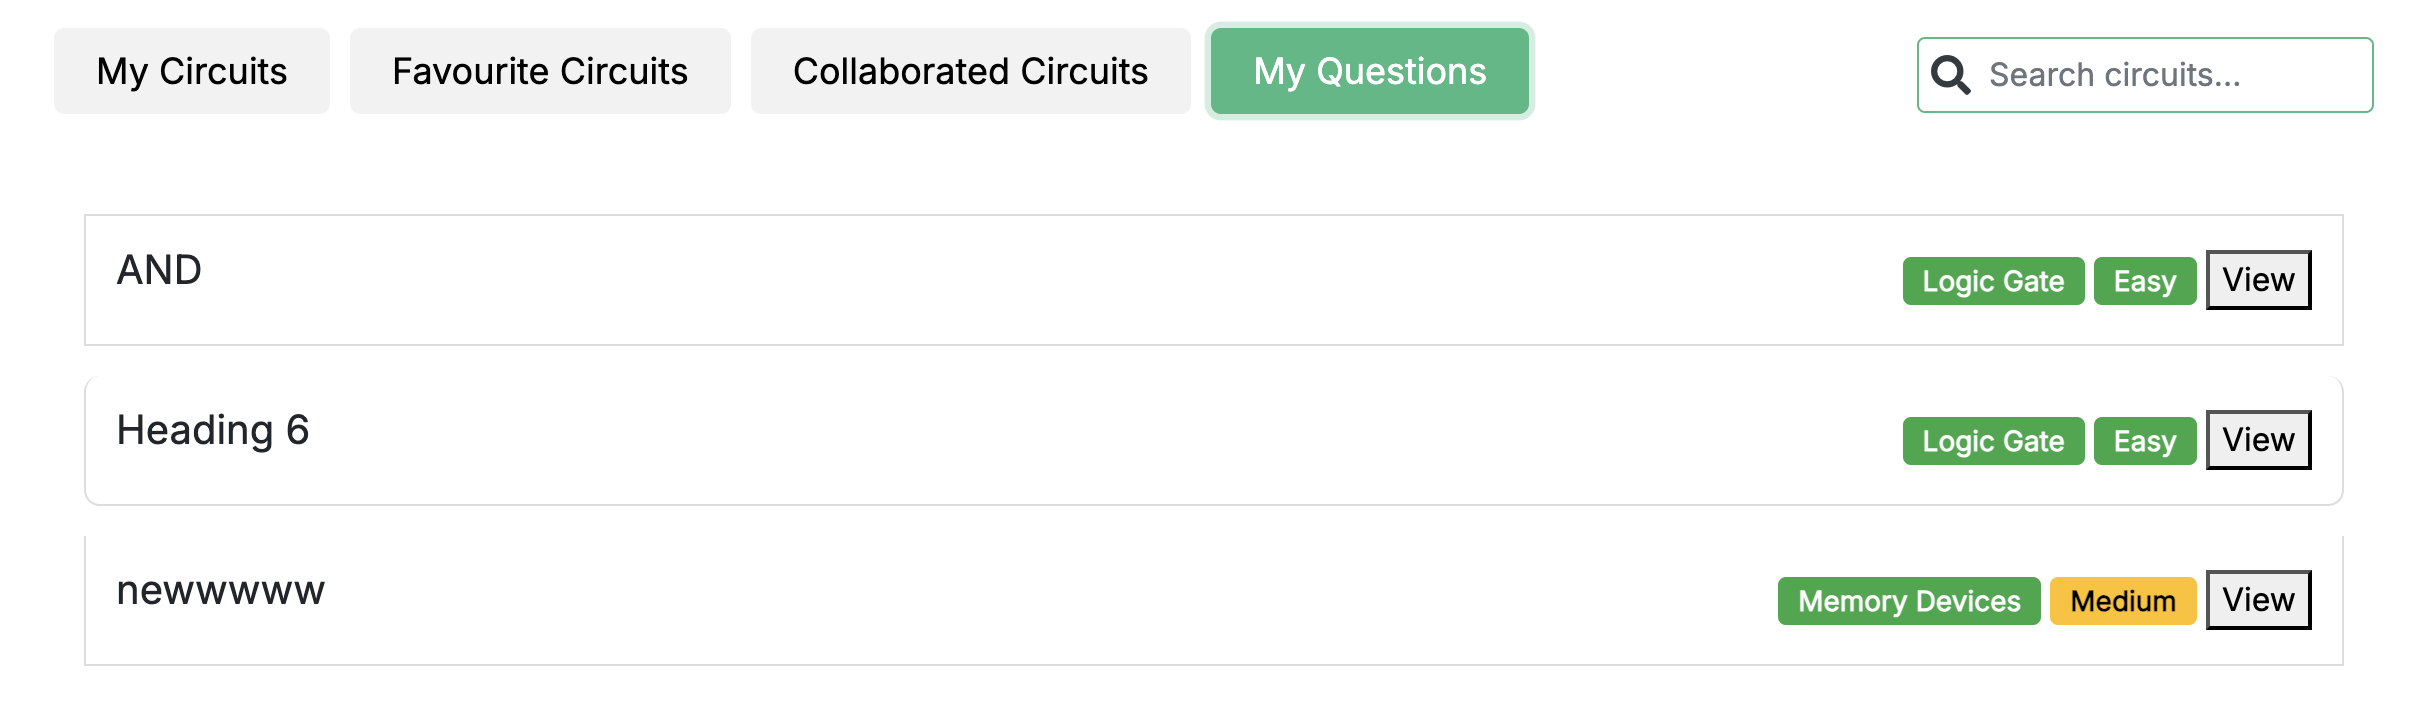 My Circuits Favourite Circuits Collaborated Circuits My Questions Search circuits...
AND Logic Gate Easy View
Heading 6 Logic Gate Easy View
newwwww Memory Devices Medium View